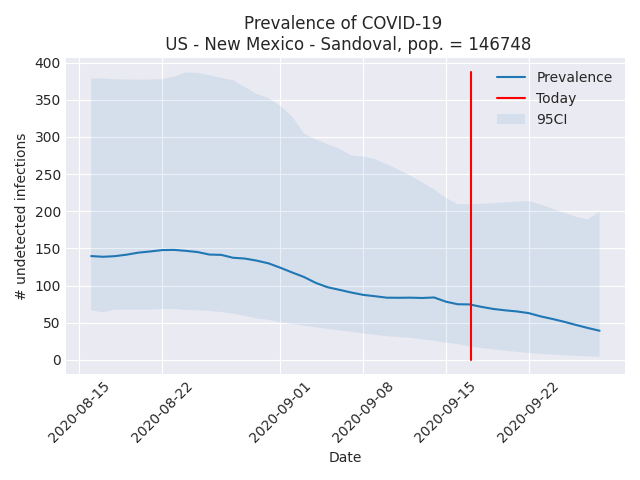 Prevalence of COVID-19
US - New Mexico - Sandoval, pop. = 146748
400
350
300
250
200
150
100
50
0
# undetected infections
Prevalence
Today
95CI
2020-08-15
2020-08-22
2020-09-01
2020-09-08
2020-09-15
2020-09-22
Date